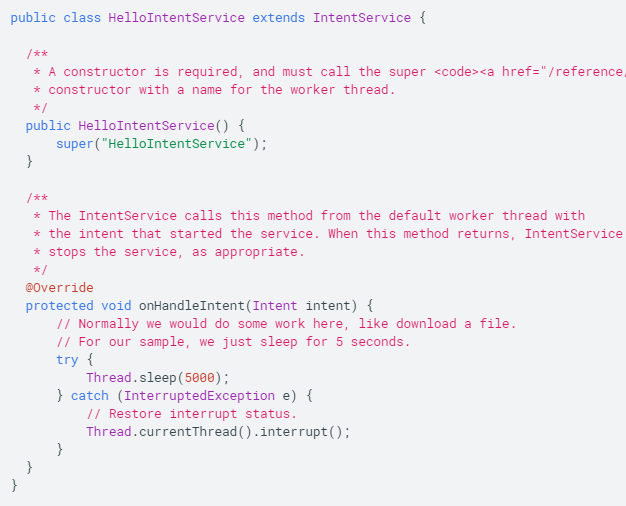 public class HelloIntentService extends IntentService {
/**
* A constructor is required, and must call the super <code><a href="/reference/
* constructor with a name for the worker thread.
*/
public HelloIntentService() {
super("HelloIntentService");
}
/**
* The IntentService calls this method from the default worker thread with
* the intent that started the service. When this method returns, IntentService
* stops the service, as appropriate.
*/
@Override
protected void onHandleIntent(Intent intent) {
// Normally we would do some work here, like download a file.
// For our sample, we just sleep for 5 seconds.
try {
Thread.sleep(5000);
} catch (InterruptedException e) {
// Restore interrupt status.
Thread.currentThread().interrupt();
}
}
}